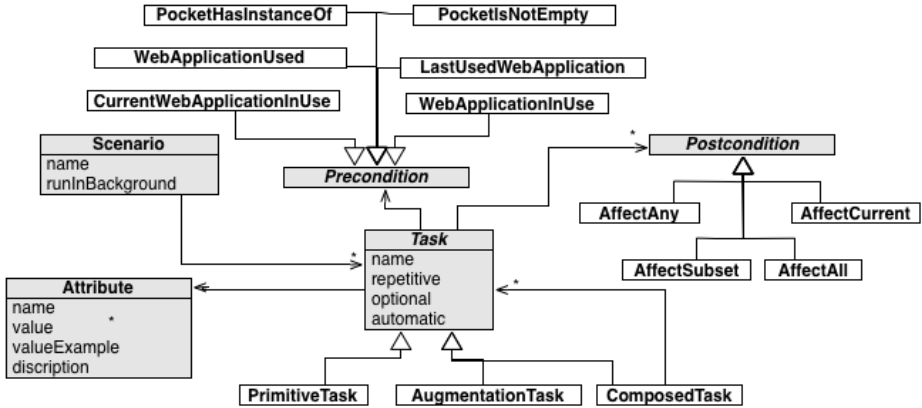 PocketHasInstanceOf
PocketIsNotEmpty
WebApplicationUsed
LastUsedWebApplication
CurrentWebApplicationInUse
WebApplicationInUse
Scenario
name
runInBackground
Precondition
*
Postcondition
AffectAny
AffectCurrent
AffectSubset
AffectAll
*
Task
name
repetitive
optional
automatic
*
Attribute
name
value
*
valueExample
discription
PrimitiveTask
AugmentationTask
ComposedTask